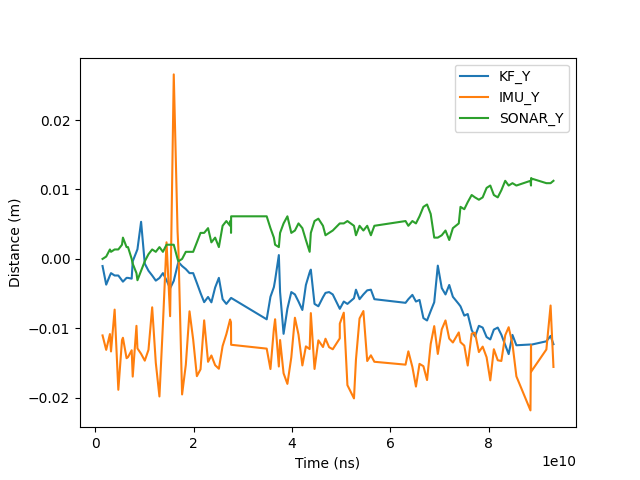 KF_Y
IMU_Y
SONAR_Y
0.02
0.01
0.00
−0.01
−0.02
Distance (m)
0 2 4 6 8
1e10
Time (ns)